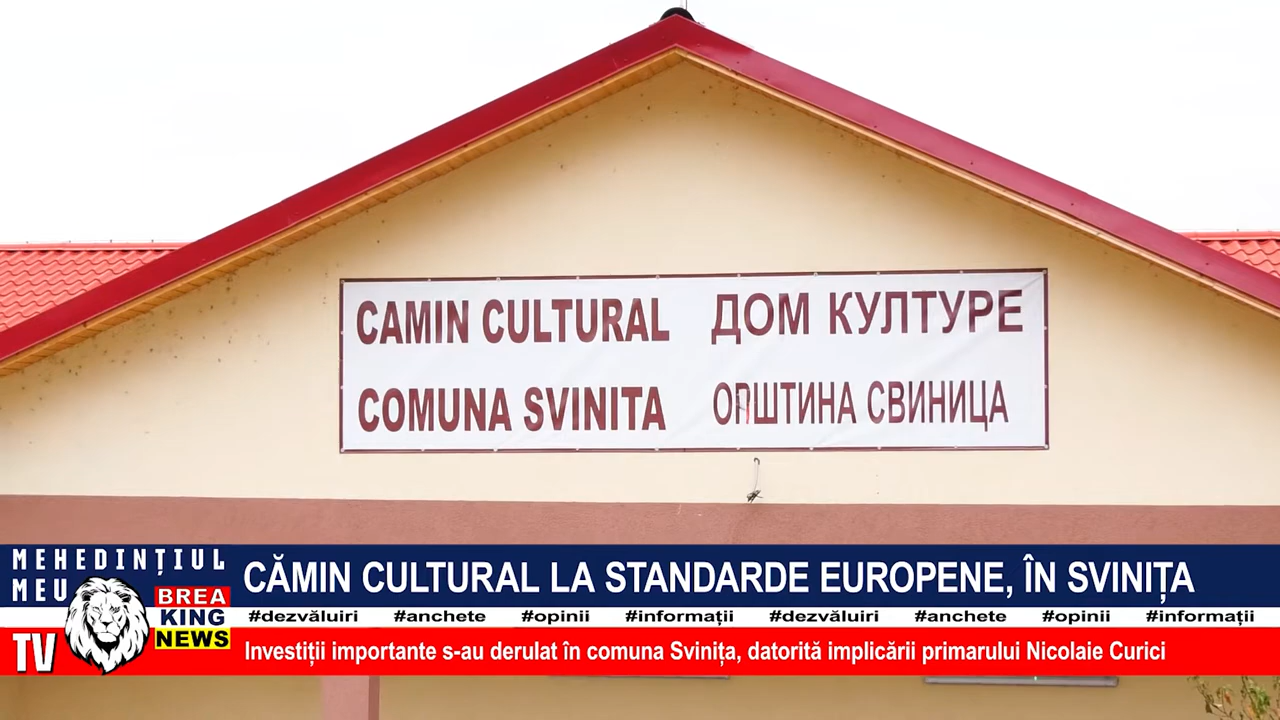 CAMIN CULTURAL
COMUNA SVINITA
ДОМ КУЛТУРЕ
ОПШТИНА СВИНИЦА
MEHEDINȚIUL
MEU
TV
BREA
KING
NEWS
CĂMIN CULTURAL LA STANDARDE EUROPENE, ÎN SVINIȚA
#dezvăluiri #anchete #opinii #informații #dezvăluiri #anchete #opinii #informații
Investiții importante s-au derulat în comuna Svinița, datorită implicării primarului Nicolaie Curici